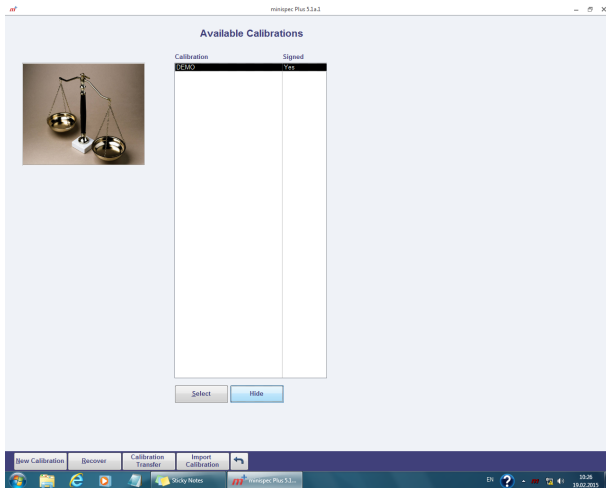 minispec Plus 5.1a.1
Available Calibrations
Calibration Signed
DEMO Yes
Select Hide
New Calibration Recover Calibration Transfer Import Calibration
Sticky Notes minispec Plus 5.1... EN 10:26
19.02.2015